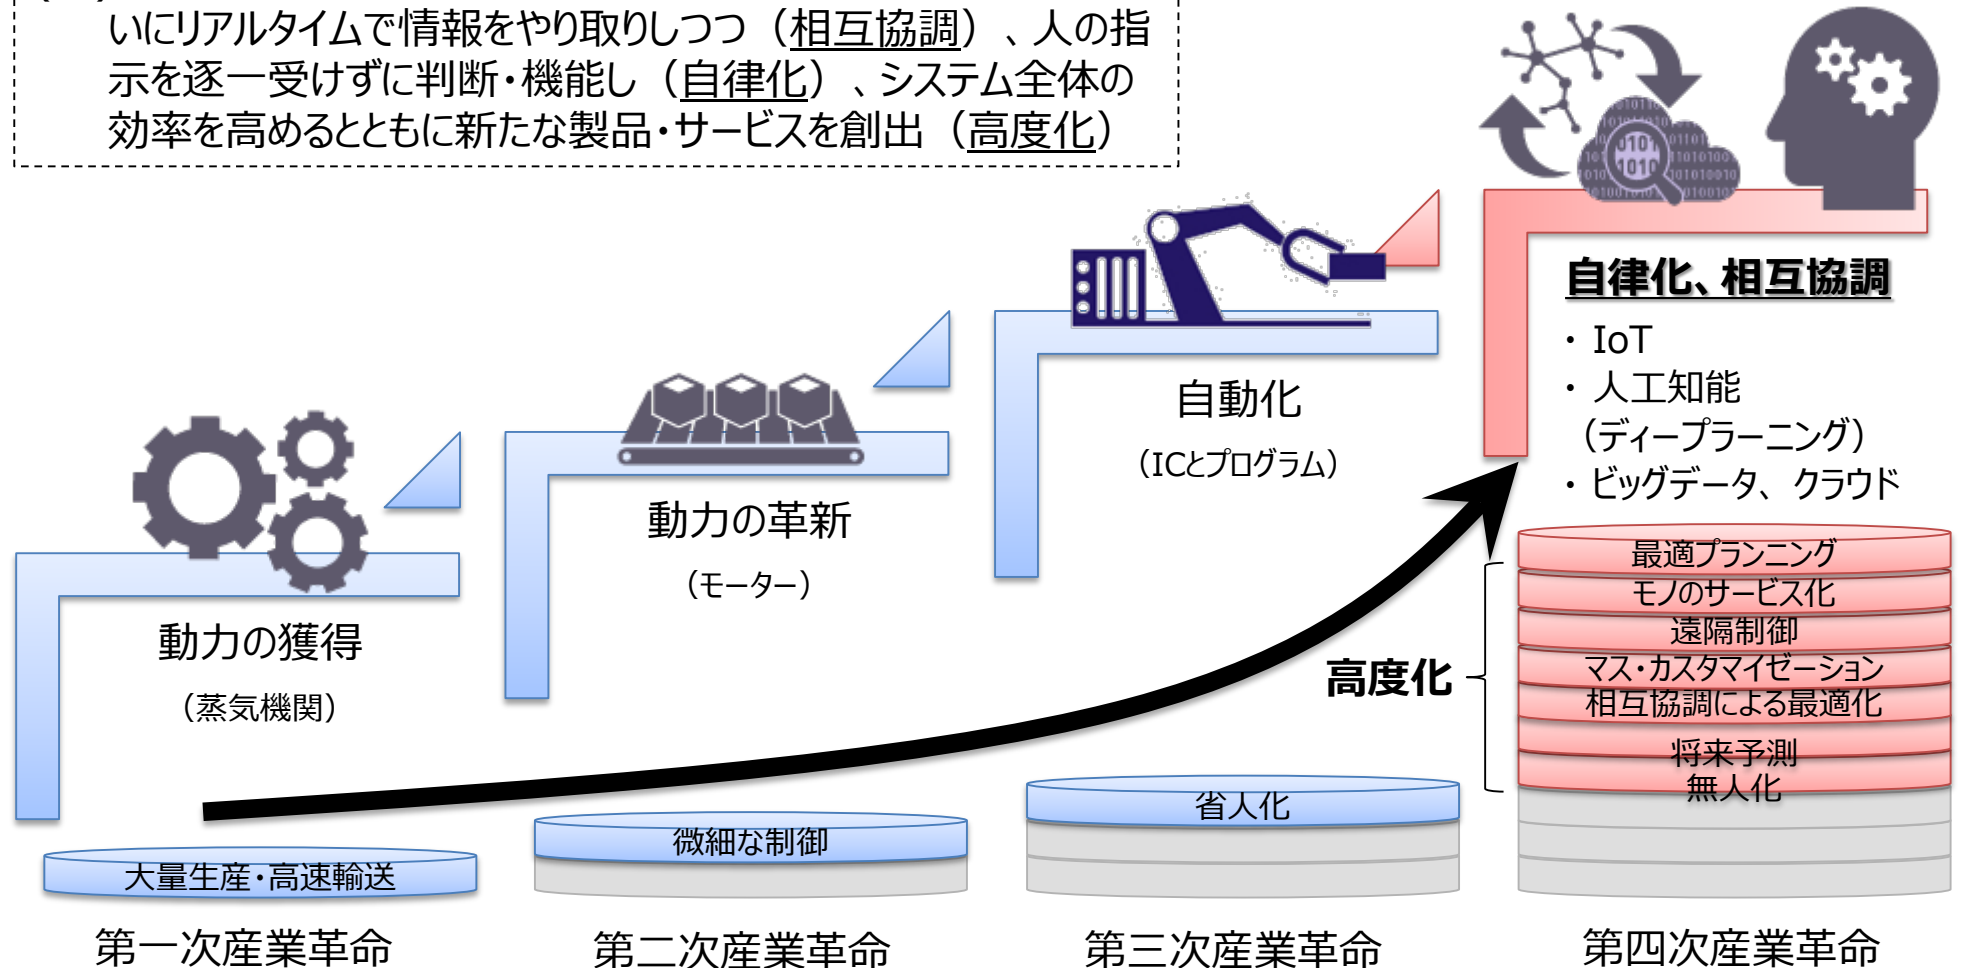 いにリアルタイムで情報をやり取りしつつ（相互協調）、人の指
示を逐一受けずに判断・機能し（自律化）、システム全体の
効率を高めるとともに新たな製品・サービスを創出（高度化）
自律化、相互協調
・ IoT
・ 人工知能
（ディープラーニング）
・ ビッグデータ、クラウド
自動化
（ICとプログラム）
動力の革新
（モーター）
動力の獲得
（蒸気機関）
高度化
最適プランニング
モノのサービス化
遠隔制御
マス・カスタマイゼーション
相互協調による最適化
将来予測
無人化
省人化
微細な制御
大量生産・高速輸送
第一次産業革命
第二次産業革命
第三次産業革命
第四次産業革命